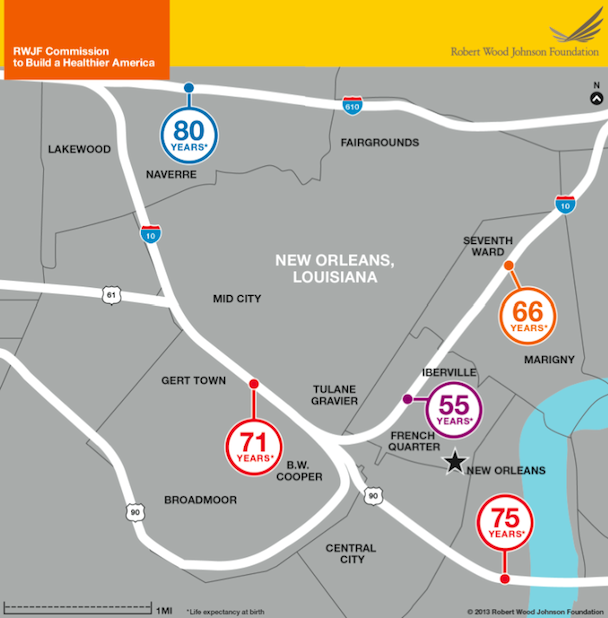 RWJF Commission
to Build a Healthier America
Robert Wood Johnson Foundation
N
610
80
YEARS*
LAKEWOOD
FAIRGROUNDS
NAVERRE
10
10
SEVENTH
WARD
NEW ORLEANS,
LOUISIANA
61
MID CITY
66
YEARS*
MARIGNY
IBERVILLE
GERT TOWN
TULANE
GRAVIER
55
YEARS*
FRENCH
QUARTER
71
YEARS*
B.W.
COOPER
NEW ORLEANS
BROADMOOR
90
90
75
YEARS*
CENTRAL
CITY
1MI
*Life expectancy at birth
© 2013 Robert Wood Johnson Foundation